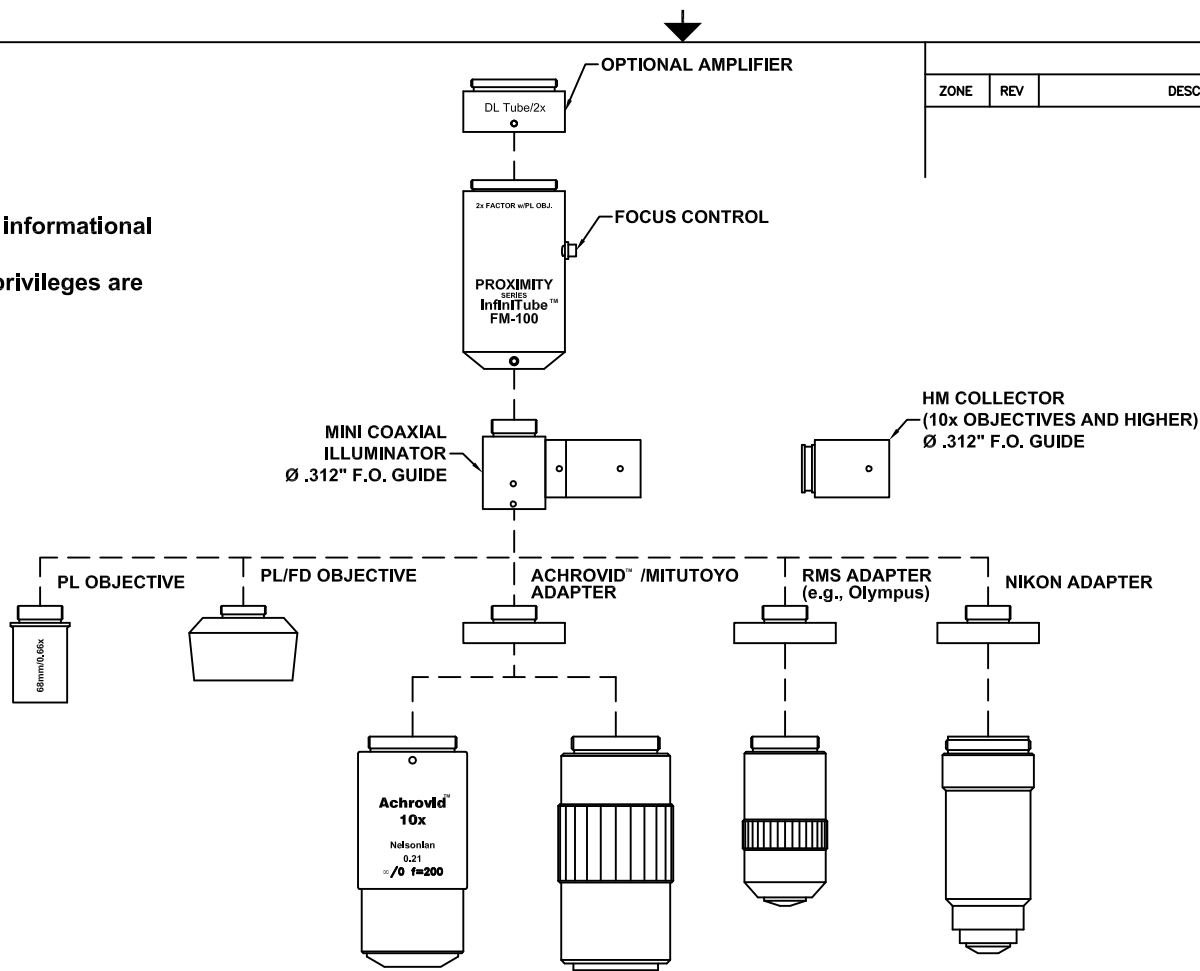 OPTIONAL AMPLIFIER
DL Tube/2x
ZONE REV DESC
informational
privileges are
2x FACTOR w/PL OBJ.
FOCUS CONTROL
PROXIMITY
SERIES
InfiniTube™
FM-100
MINI COAXIAL
ILLUMINATOR
Ø .312" F.O. GUIDE
HM COLLECTOR
(10x OBJECTIVES AND HIGHER)
Ø .312" F.O. GUIDE
PL OBJECTIVE
PL/FD OBJECTIVE
ACHROVID™ /MITUTOYO
ADAPTER
RMS ADAPTER
(e.g., Olympus)
NIKON ADAPTER
68mm/0.66x
Achrovid™
10x
Nelsonian
0.21
∞/0 f=200